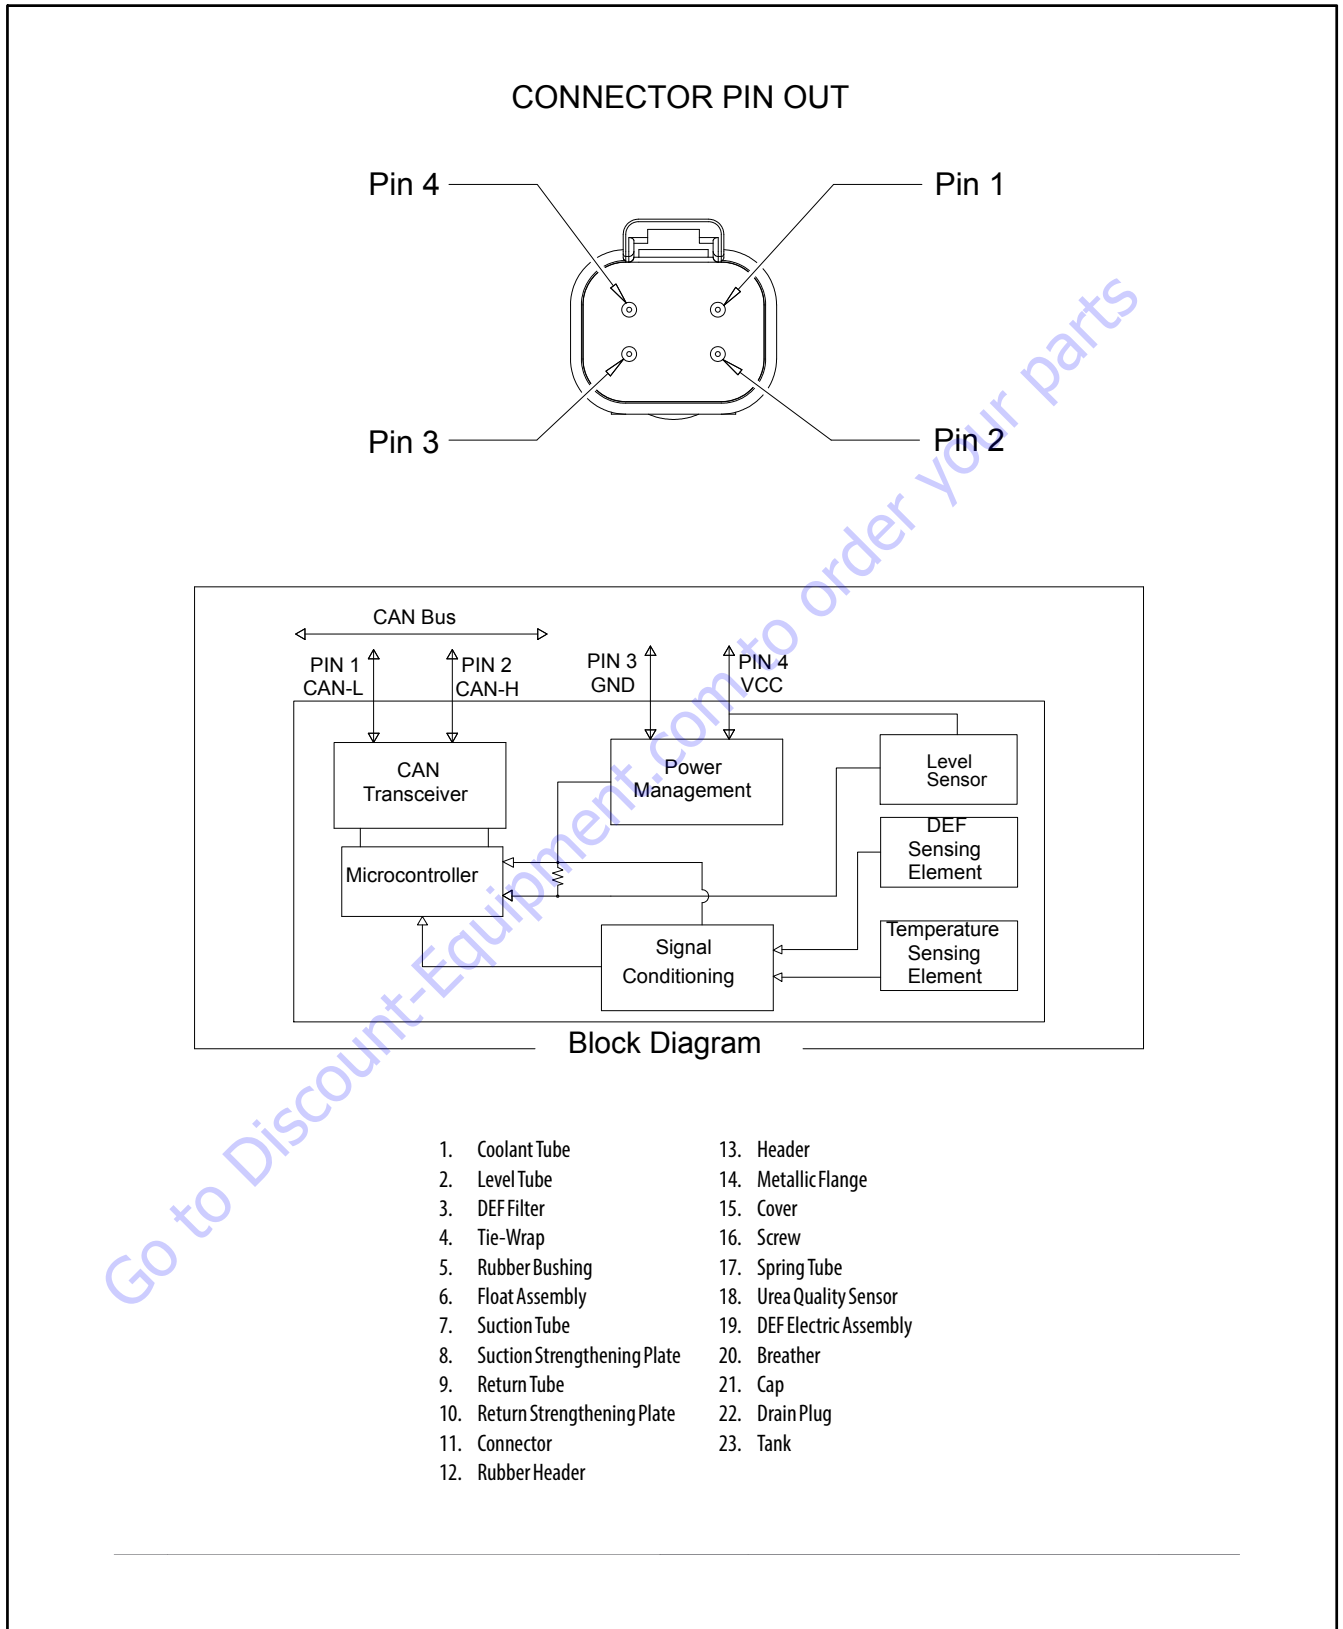 CONNECTOR PIN OUT
Pin 4
Pin 1
Pin 3
Pin 2
CAN Bus
PIN 1
CAN-L
PIN 2
CAN-H
PIN 3
GND
PIN 4
VCC
CAN
Transceiver
Power
Management
Level
Sensor
DEF
Sensing
Element
Microcontroller
Signal
Conditioning
Temperature
Sensing
Element
Block Diagram
1. Coolant Tube
2. Level Tube
3. DEF Filter
4. Tie-Wrap
5. Rubber Bushing
6. Float Assembly
7. Suction Tube
8. Suction Strengthening Plate
9. Return Tube
10. Return Strengthening Plate
11. Connector
12. Rubber Header
13. Header
14. Metallic Flange
15. Cover
16. Screw
17. Spring Tube
18. Urea Quality Sensor
19. DEF Electric Assembly
20. Breather
21. Cap
22. Drain Plug
23. Tank
Go to Discount-Equipment.com to order your parts